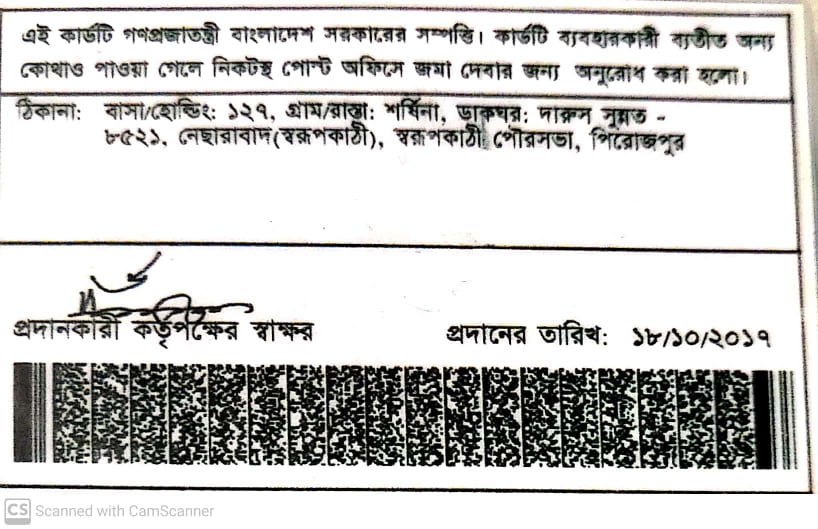 এই কার্ডটি গণপ্রজাতন্ত্রী বাংলাদেশ সরকারের সম্পত্তি। কার্ডটি ব্যবহারকারী ব্যতীত অন্য
কোথাও পাওয়া গেলে নিকটস্থ পোস্ট অফিসে জমা দেবার জন্য অনুরোধ করা হলো।
ঠিকানা: বাসা/হোল্ডিং: ১২৭, গ্রাম/রাস্তা: শর্ষিনা, ডাকঘর: দারুস সুন্নত -
৮৫২১, নেছারাবাদ(স্বরূপকাঠী), স্বরূপকাঠী পৌরসভা, পিরোজপুর
প্রদানকারী কর্তৃপক্ষের স্বাক্ষর প্রদানের তারিখ: ১৮/১০/২০১৭
CS Scanned with CamScanner